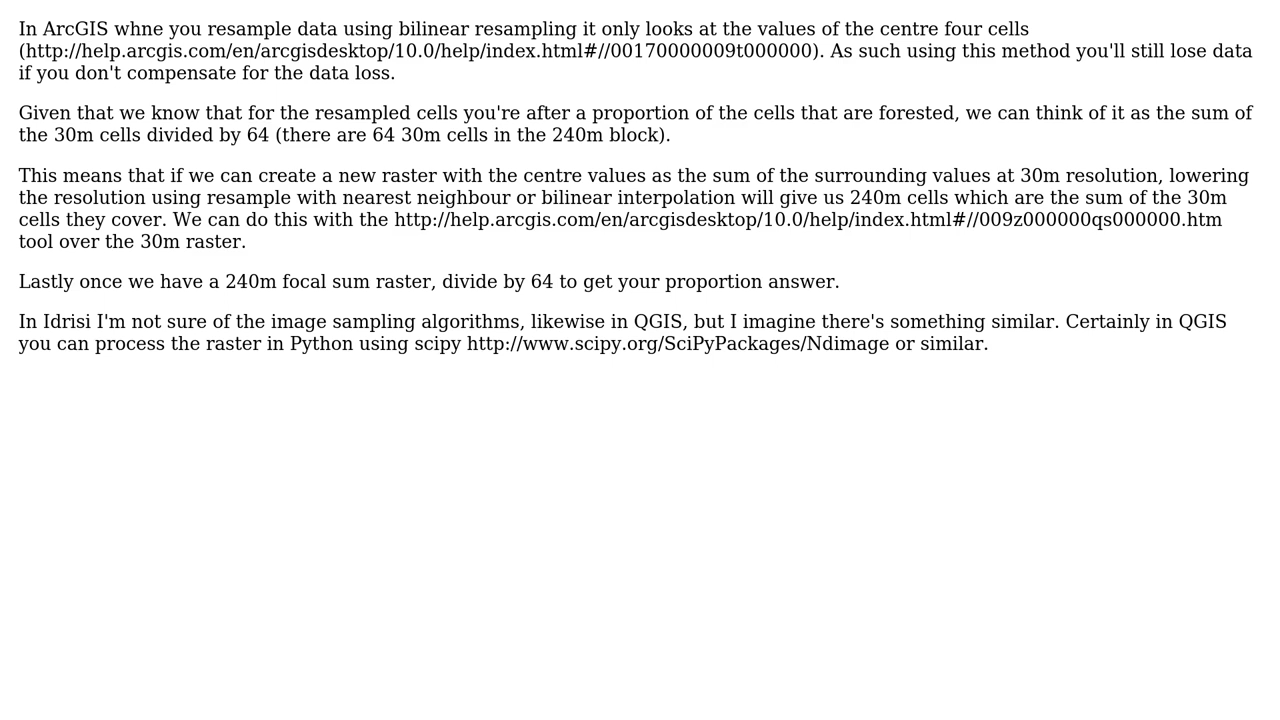 In ArcGIS whne you resample data using bilinear resampling it only looks at the values of the centre four cells
(http://help.arcgis.com/en/arcgisdesktop/10.0/help/index.html#//00170000009t000000). As such using this method you'll still lose data
if you don't compensate for the data loss.
Given that we know that for the resampled cells you're after a proportion of the cells that are forested, we can think of it as the sum of
the 30m cells divided by 64 (there are 64 30m cells in the 240m block).
This means that if we can create a new raster with the centre values as the sum of the surrounding values at 30m resolution, lowering
the resolution using resample with nearest neighbour or bilinear interpolation will give us 240m cells which are the sum of the 30m
cells they cover. We can do this with the http://help.arcgis.com/en/arcgisdesktop/10.0/help/index.html#//009z000000qs000000.htm
tool over the 30m raster.
Lastly once we have a 240m focal sum raster, divide by 64 to get your proportion answer.
In Idrisi I'm not sure of the image sampling algorithms, likewise in QGIS, but I imagine there's something similar. Certainly in QGIS
you can process the raster in Python using scipy http://www.scipy.org/SciPyPackages/Ndimage or similar.